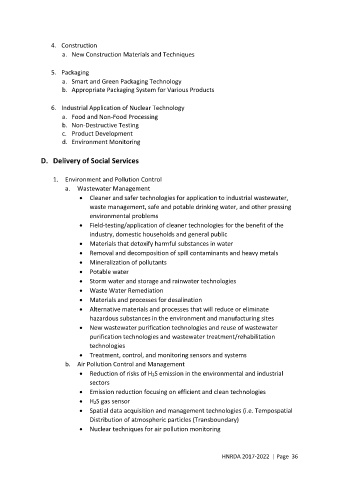 4. Construction
a. New Construction Materials and Techniques
5. Packaging
a. Smart and Green Packaging Technology
b. Appropriate Packaging System for Various Products
6. Industrial Application of Nuclear Technology
a. Food and Non-Food Processing
b. Non-Destructive Testing
c. Product Development
d. Environment Monitoring
D. Delivery of Social Services
1. Environment and Pollution Control
a. Wastewater Management
• Cleaner and safer technologies for application to industrial wastewater,
waste management, safe and potable drinking water, and other pressing
environmental problems
• Field-testing/application of cleaner technologies for the benefit of the
industry, domestic households and general public
• Materials that detoxify harmful substances in water
• Removal and decomposition of spill contaminants and heavy metals
• Mineralization of pollutants
• Potable water
• Storm water and storage and rainwater technologies
• Waste Water Remediation
• Materials and processes for desalination
• Alternative materials and processes that will reduce or eliminate
hazardous substances in the environment and manufacturing sites
• New wastewater purification technologies and reuse of wastewater
purification technologies and wastewater treatment/rehabilitation
technologies
• Treatment, control, and monitoring sensors and systems
b. Air Pollution Control and Management
• Reduction of risks of H₂S emission in the environmental and industrial
sectors
• Emission reduction focusing on efficient and clean technologies
• H₂S gas sensor
• Spatial data acquisition and management technologies (i.e. Tempospatial
Distribution of atmospheric particles (Transboundary)
• Nuclear techniques for air pollution monitoring
HNRDA 2017-2022 | Page 36